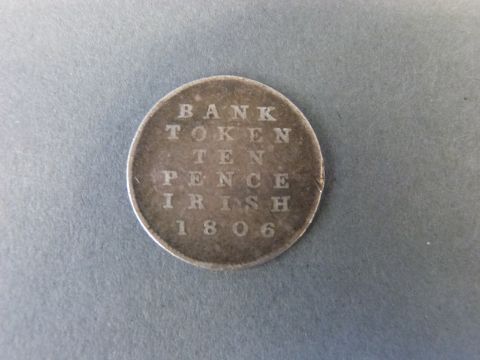 BANK
TOKEN
TEN
PENCE
IRISH
1806